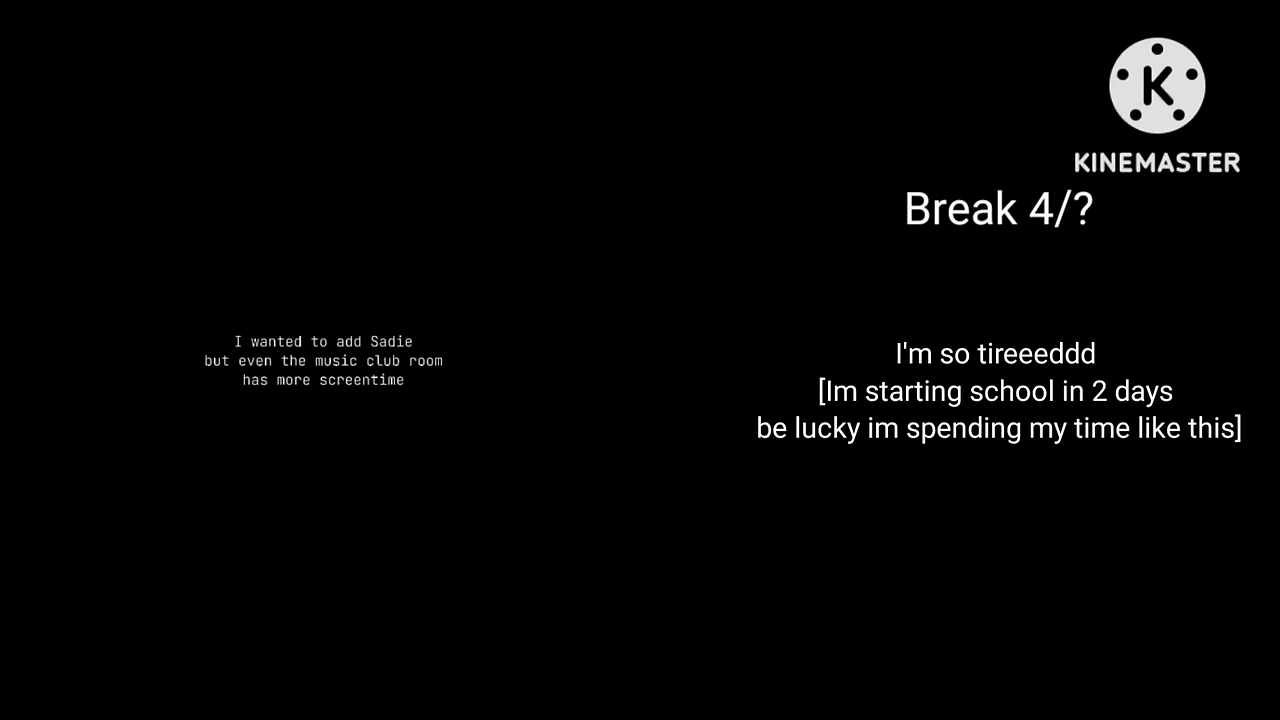 K
KINEMASTER
Break 4/?
I wanted to add Sadie
but even the music club room
has more screentime
I'm so tireeeddd
[Im starting school in 2 days
be lucky im spending my time like this]